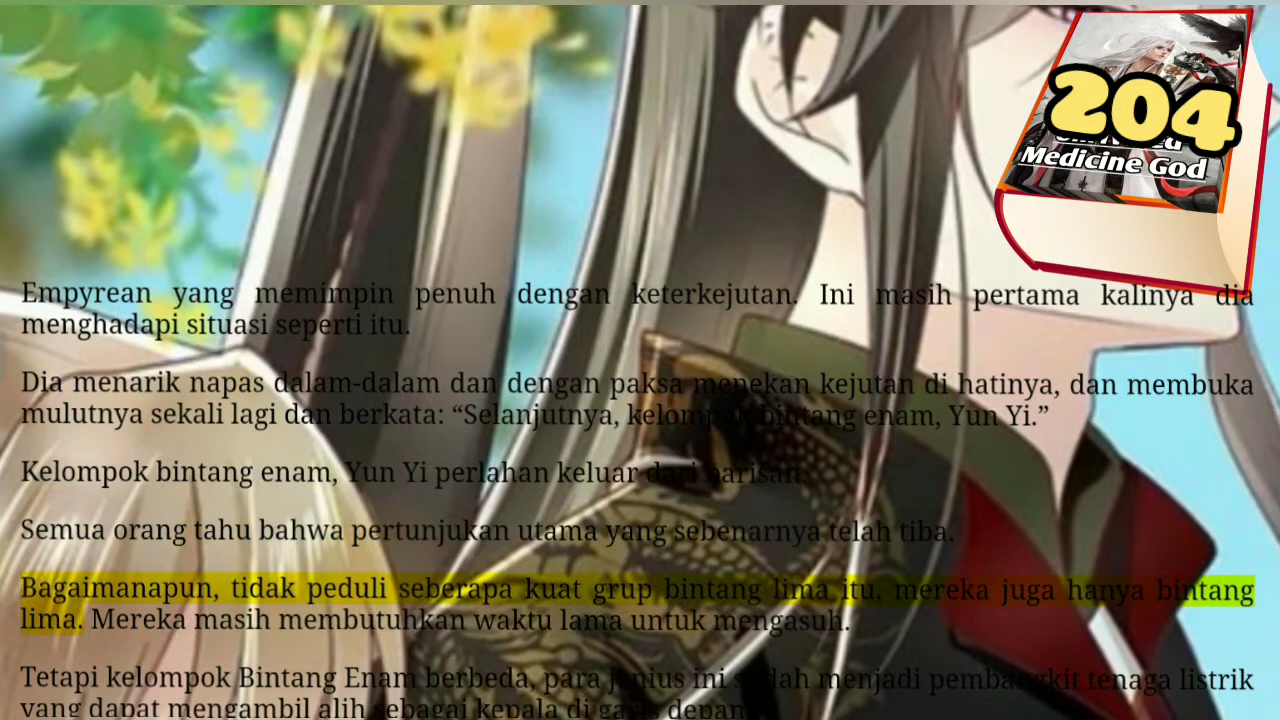 204
Medicine God
Empyrean yang memimpin penuh dengan keterkejutan. Ini masih pertama kalinya dia
menghadapi situasi seperti itu.
Dia menarik napas dalam-dalam dan dengan paksa menekan kejutan di hatinya, dan membuka
mulutnya sekali lagi dan berkata: “Selanjutnya, kelompok bintang enam, Yun Yi.”
Kelompok bintang enam, Yun Yi perlahan keluar dari barisan.
Semua orang tahu bahwa pertunjukan utama yang sebenarnya telah tiba.
Bagaimanapun, tidak peduli seberapa kuat grup bintang lima itu, mereka juga hanya bintang
lima. Mereka masih membutuhkan waktu lama untuk mengasuh.
Tetapi kelompok Bintang Enam berbeda, para jenius ini sudah menjadi pembangkit tenaga listrik
yang dapat mengambil alih sebagai kepala di garis depan